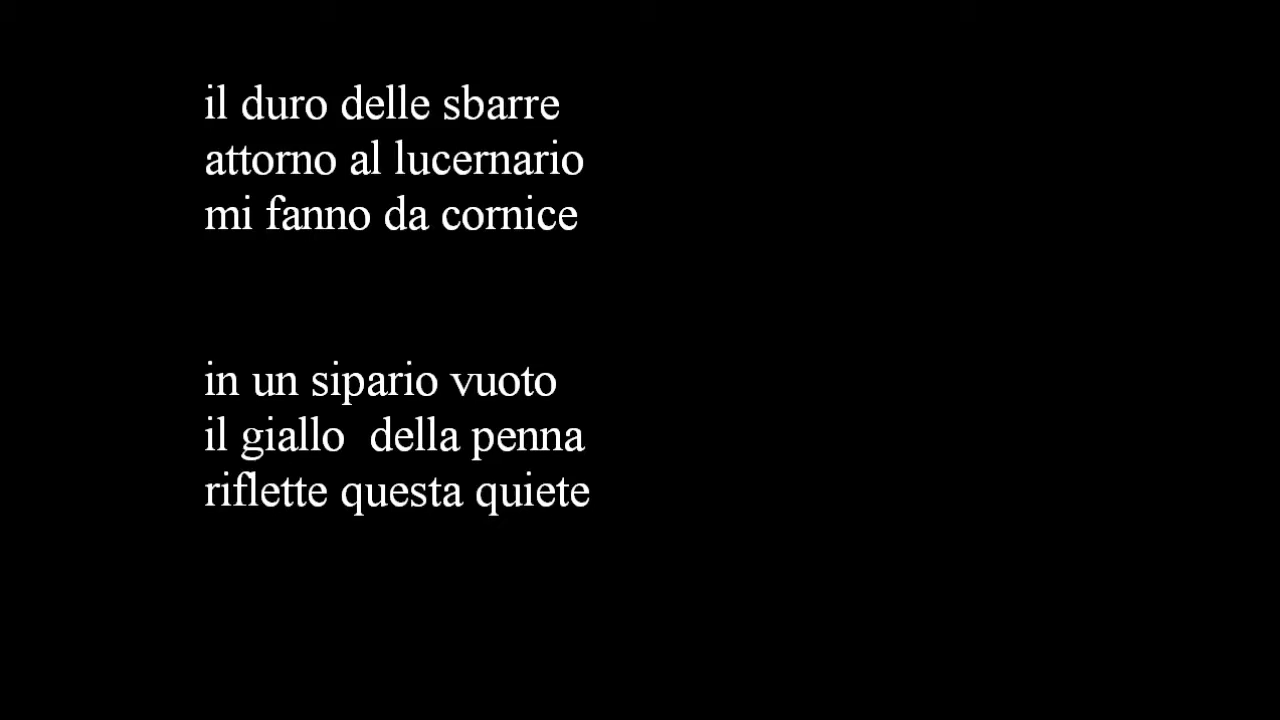 il duro delle sbarre
attorno al lucernario
mi fanno da cornice
in un sipario vuoto
il giallo  della penna
riflette questa quiete